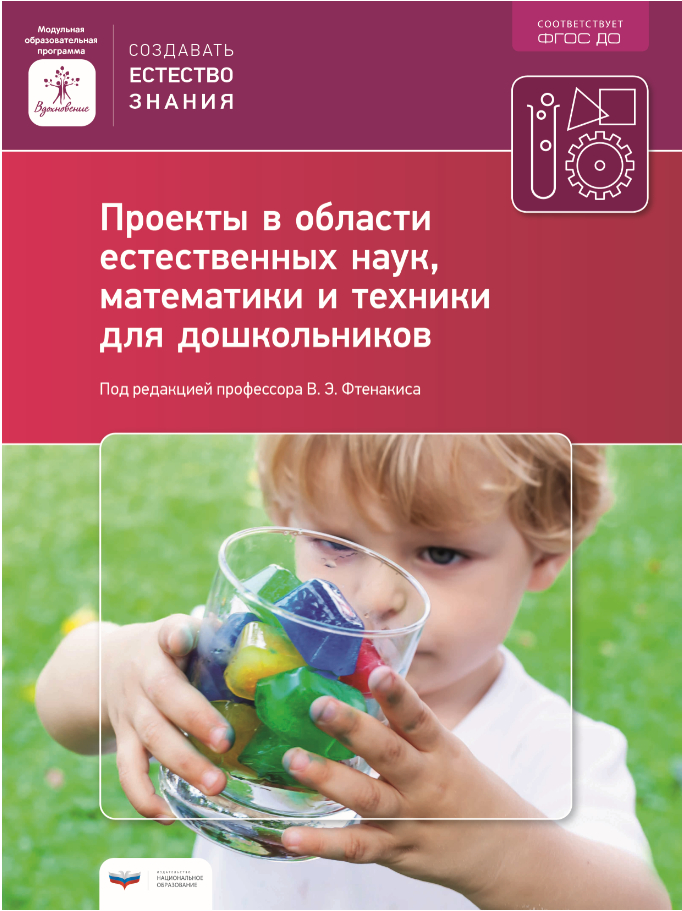 Модульная
образовательная
программа
Вдохновение
СОЗДАВАТЬ
ЕСТЕСТВО
ЗНАНИЯ
СООТВЕТСТВУЕТ
ФГОС ДО
Проекты в области
естественных наук,
математики и техники
для дошкольников
Под редакцией профессора В. Э. Фтенакиса
ИЗДАТЕЛЬСТВО
НАЦИОНАЛЬНОЕ
ОБРАЗОВАНИЕ